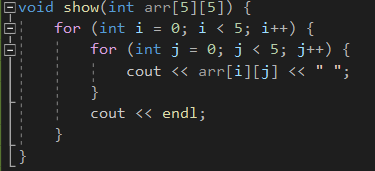 void show(int arr[5][5]) {
    for (int i = 0; i < 5; i++) {
        for (int j = 0; j < 5; j++) {
            cout << arr[i][j] << " ";
        }
        cout << endl;
    }
}